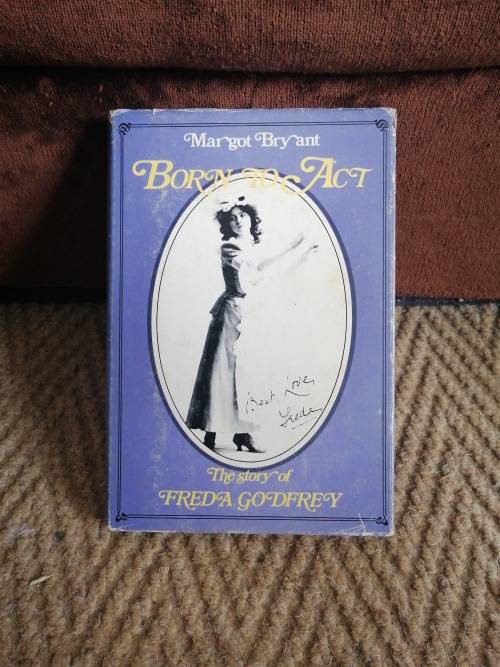 Margot Bryant
BORN TO ACT
Best Love,
Freda
The story of
FREDA GODFREY